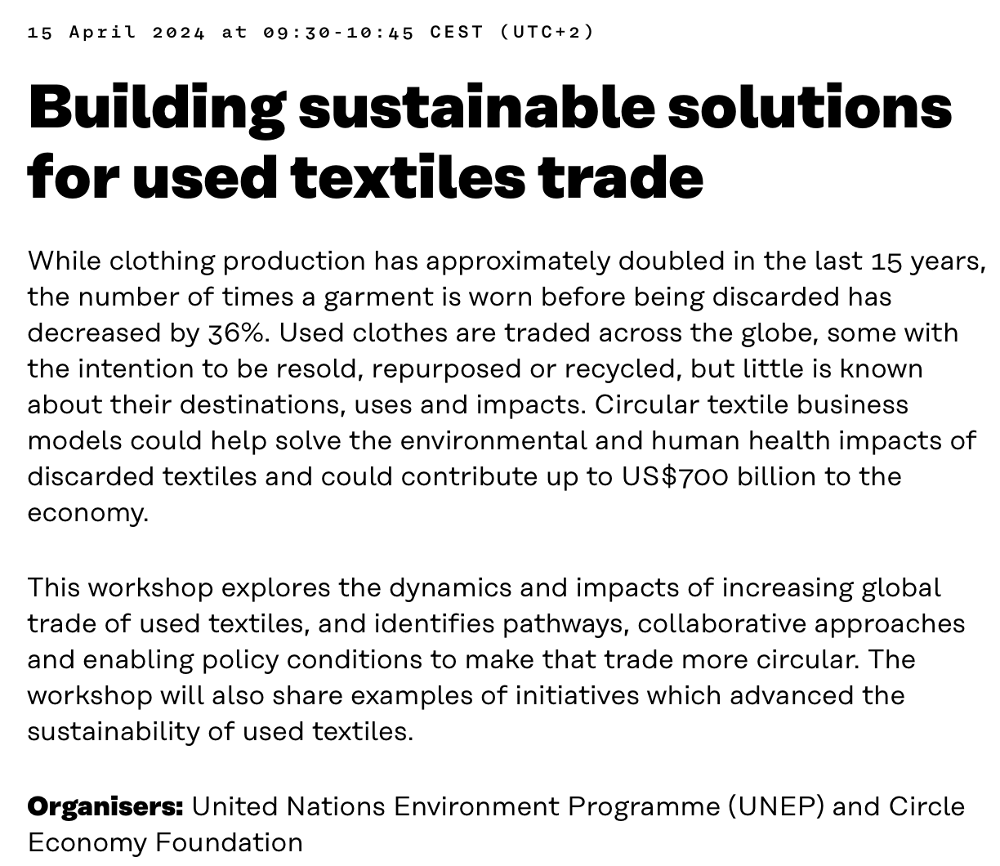 15 April 2024 at 09:30-10:45 CEST (UTC+2)
Building sustainable solutions
for used textiles trade
While clothing production has approximately doubled in the last 15 years,
the number of times a garment is worn before being discarded has
decreased by 36%. Used clothes are traded across the globe, some with
the intention to be resold, repurposed or recycled, but little is known
about their destinations, uses and impacts. Circular textile business
models could help solve the environmental and human health impacts of
discarded textiles and could contribute up to US$700 billion to the
economy.
This workshop explores the dynamics and impacts of increasing global
trade of used textiles, and identifies pathways, collaborative approaches
and enabling policy conditions to make that trade more circular. The
workshop will also share examples of initiatives which advanced the
sustainability of used textiles.
Organisers: United Nations Environment Programme (UNEP) and Circle
Economy Foundation